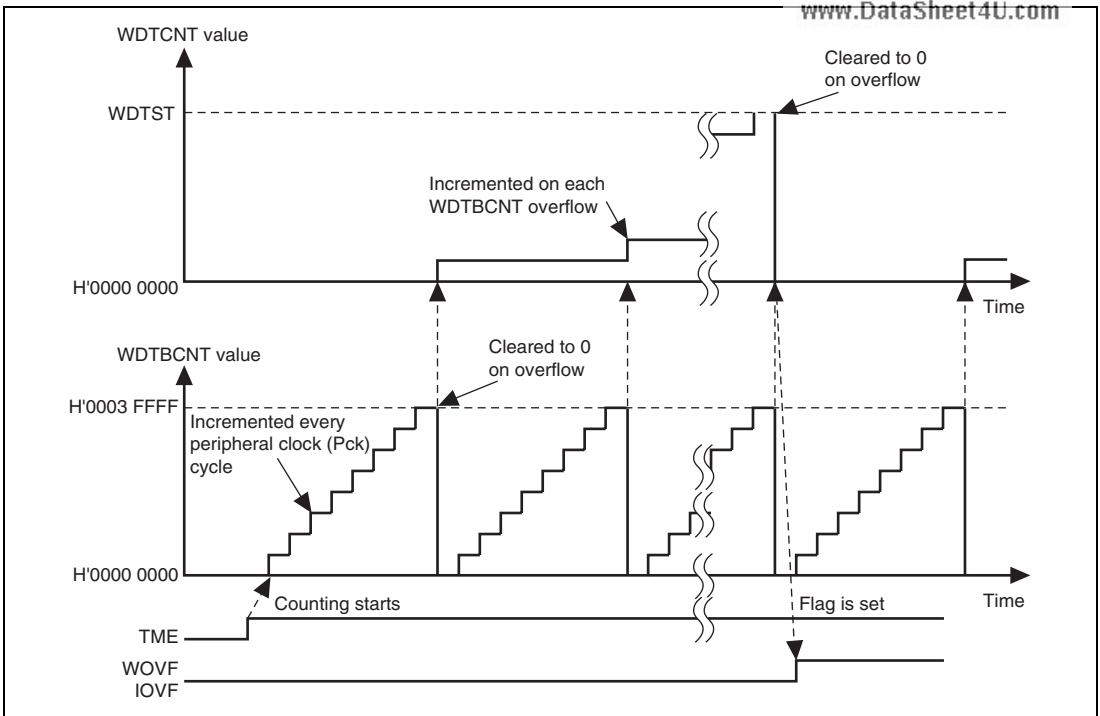 www.DataSheet4U.com
WDTCNT value
Cleared to 0
on overflow
WDTST
Incremented on each
WDTBCNT overflow
H'0000 0000
Time
WDTBCNT value
Cleared to 0
on overflow
H'0003 FFFF
Incremented every
peripheral clock (Pck)
cycle
H'0000 0000
Time
Counting starts
Flag is set
TME
WOVF
IOVF